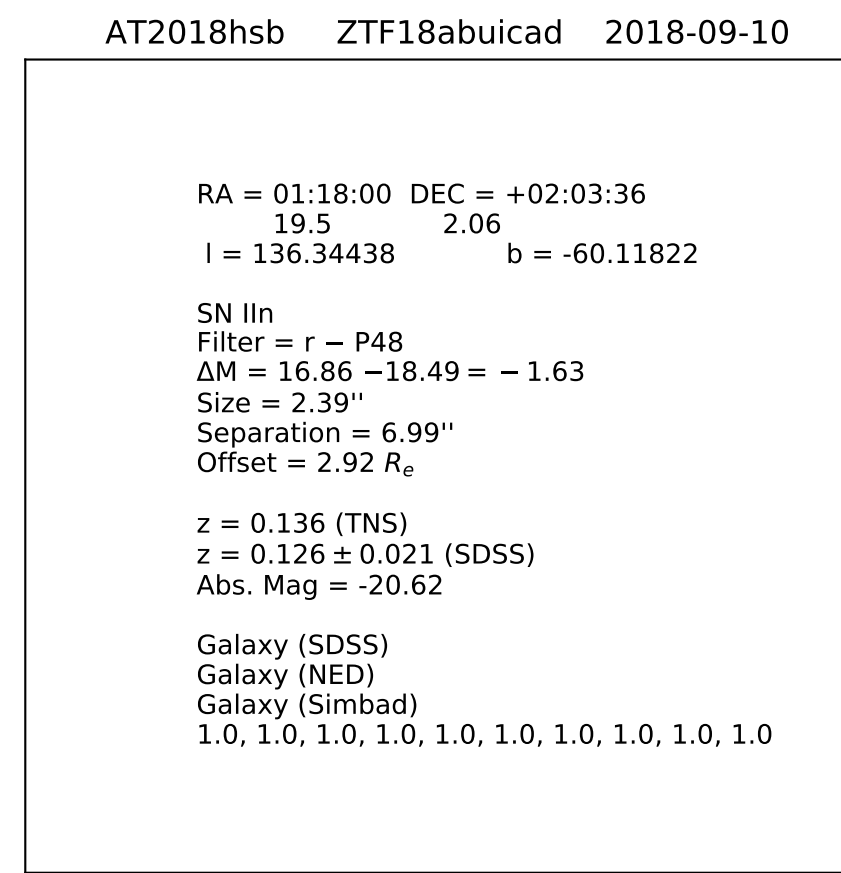 AT2018hsb ZTF18abuicad 2018-09-10
RA = 01:18:00 DEC = +02:03:36
19.5 2.06
l = 136.34438 b = -60.11822
SN IIn
Filter = r − P48
ΔM = 16.86 −18.49 = − 1.63
Size = 2.39''
Separation = 6.99''
Offset = 2.92 Re
z = 0.136 (TNS)
z = 0.126 ± 0.021 (SDSS)
Abs. Mag = -20.62
Galaxy (SDSS)
Galaxy (NED)
Galaxy (Simbad)
1.0, 1.0, 1.0, 1.0, 1.0, 1.0, 1.0, 1.0, 1.0, 1.0